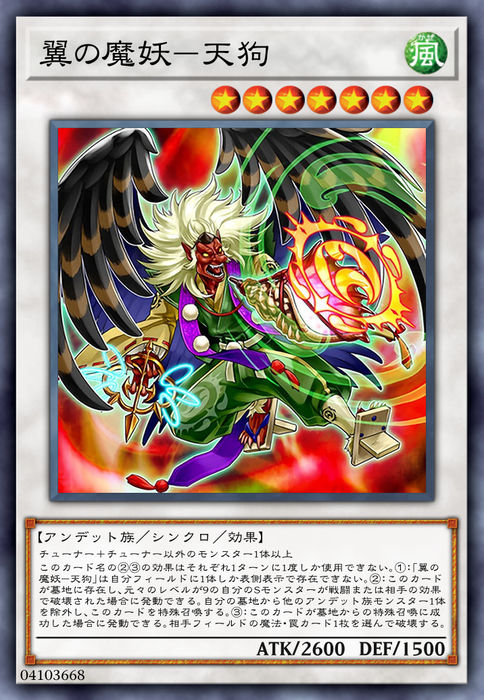 翼の魔妖－天狗
かぜ
風
【アンデット族／シンクロ／効果】
チューナー＋チューナー以外のモンスター1体以上
このカード名の②③の効果はそれぞれ1ターンに1度しか使用できない。①：「翼の
魔妖－天狗」は自分フィールドに1体しか表側表示で存在できない。②：このカード
が墓地に存在し、元々のレベルが9の自分のSモンスターが戦闘または相手の効果
で破壊された場合に発動できる。自分の墓地から他のアンデット族モンスター1体
を除外し、このカードを特殊召喚する。③：このカードが墓地からの特殊召喚に成
功した場合に発動できる。相手フィールドの魔法・罠カード1枚を選んで破壊する。
ATK/2600 DEF/1500
04103668